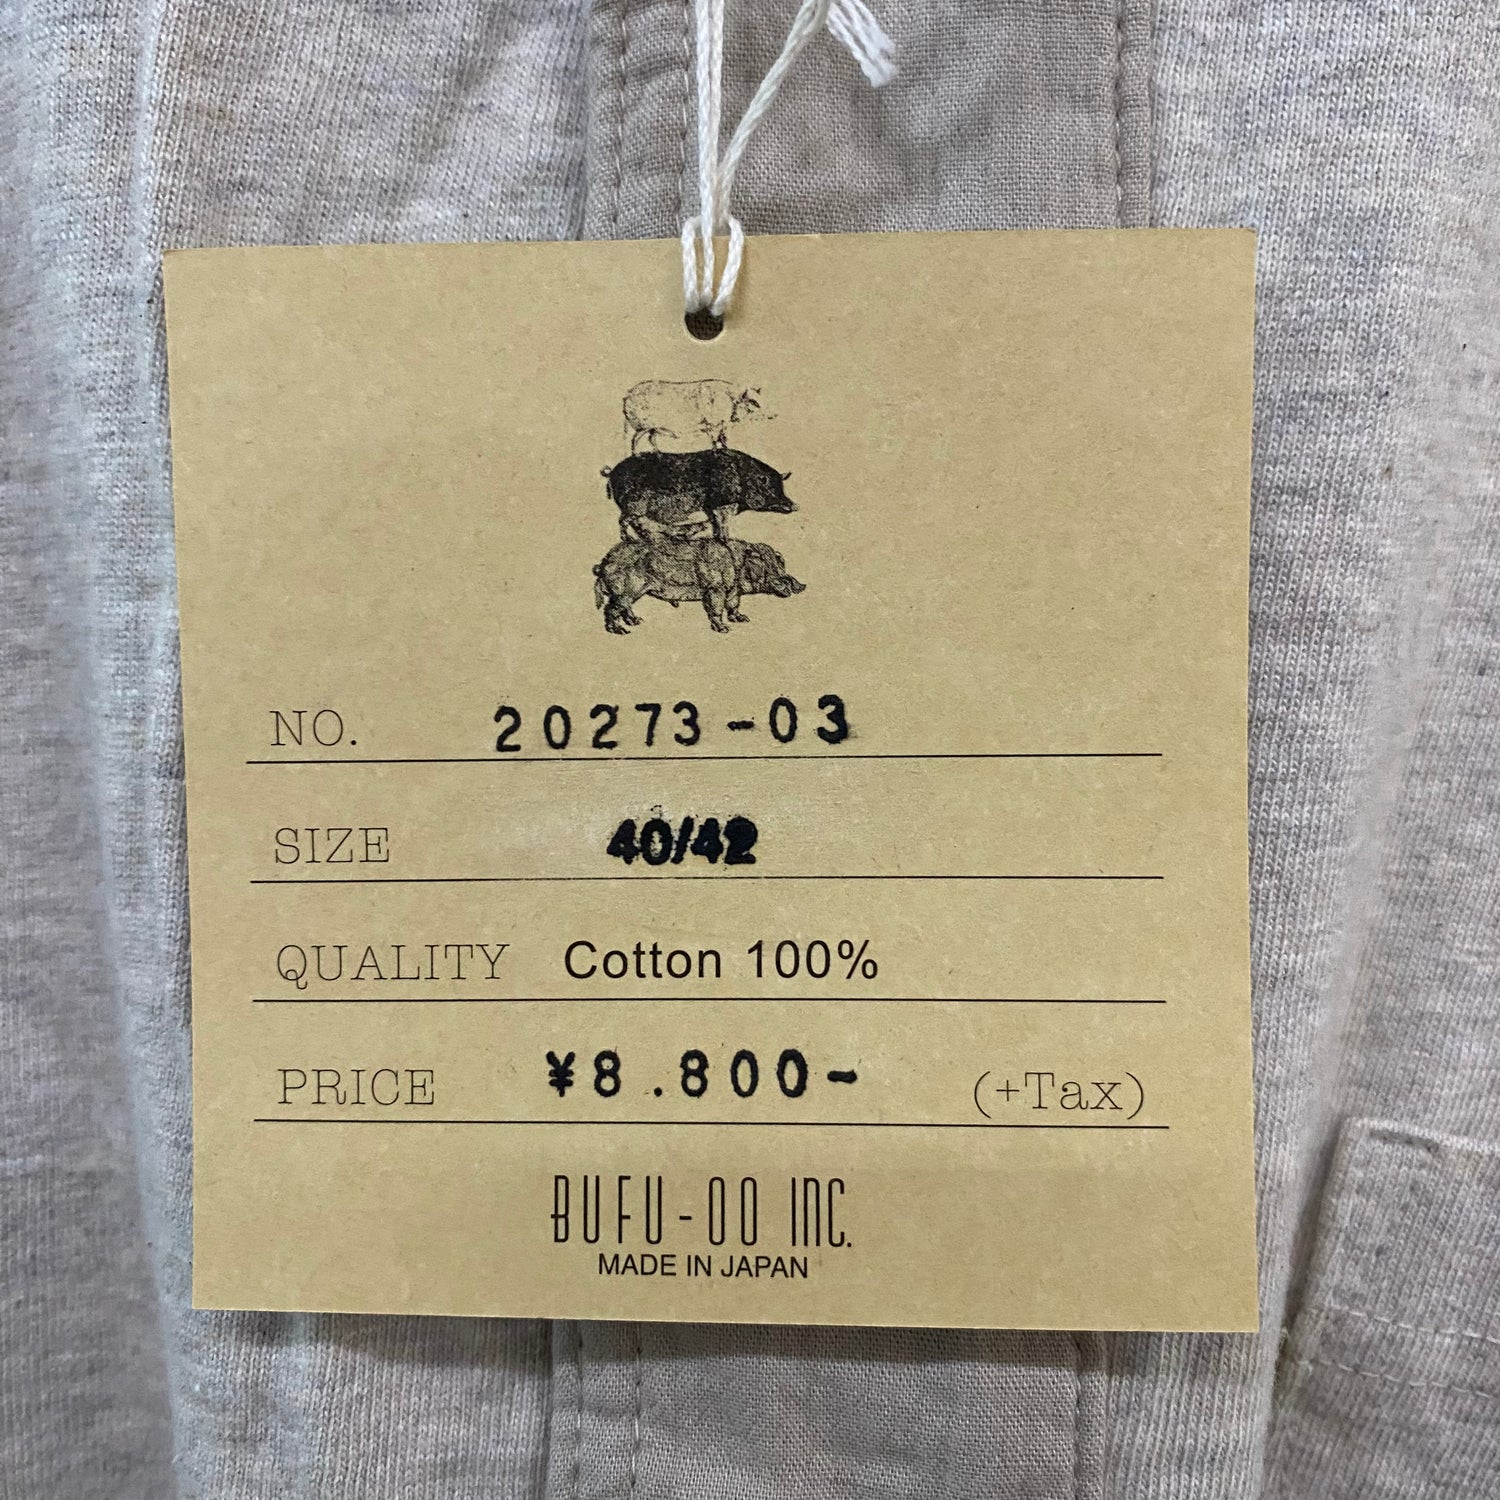 NO. 20273-03
SIZE 40/42
QUALITY Cotton 100%
PRICE ¥8.800- (+Tax)
BUFU-OO INC.
MADE IN JAPAN